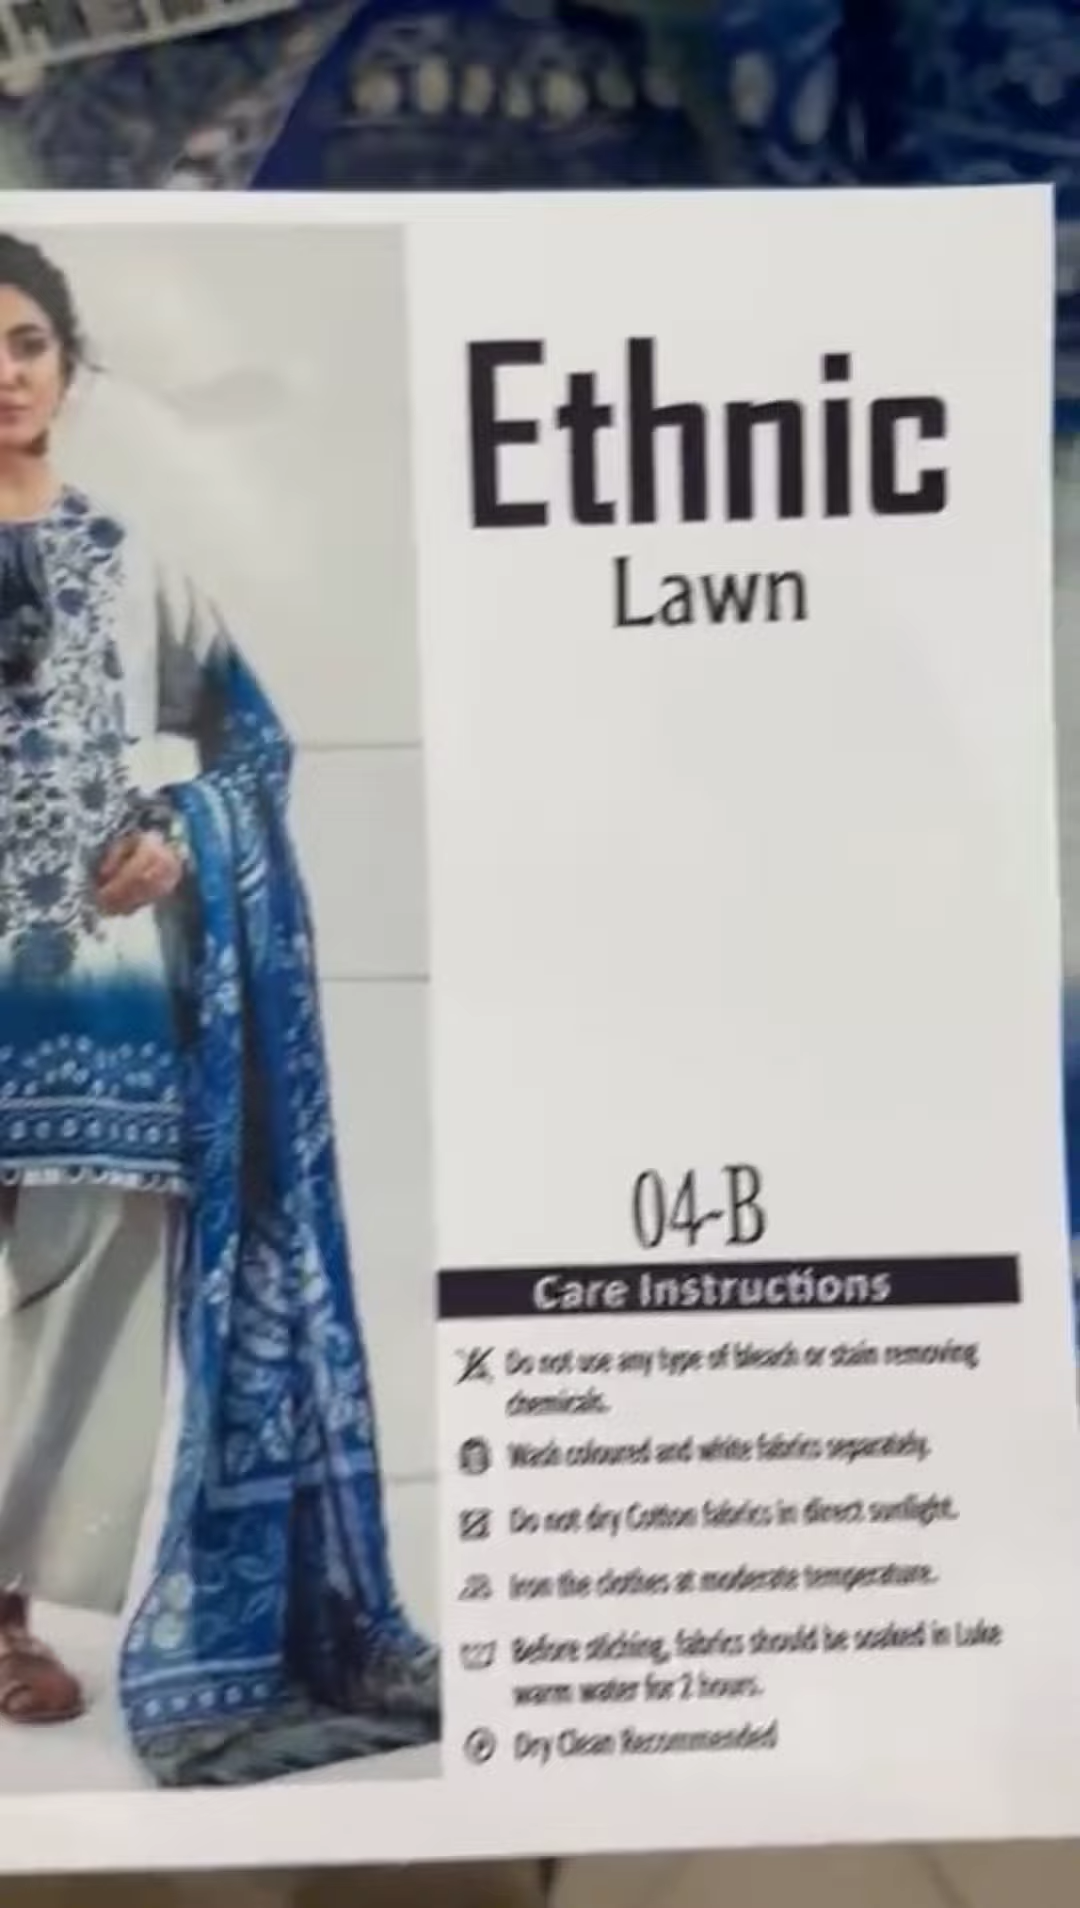 Ethnic
Lawn
04-B
Care Instructions
Do not use any type of bleach or stain removing
chemicals.
Wash coloured and white fabrics separately.
Do not dry Cotton fabrics in direct sunlight.
Iron the clothes at moderate temperature.
Before stiching, fabrics should be soaked in Luke
warm water for 2 hours.
P Dry Clean Recommended